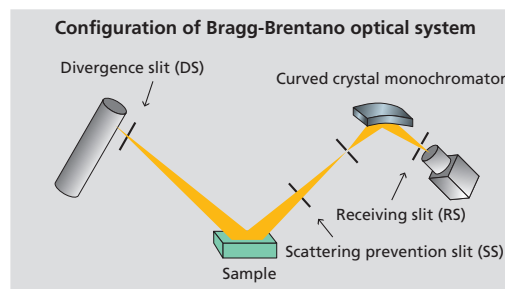 Configuration of Bragg-Brentano optical system
Divergence slit (DS)
Curved crystal monochromator
Receiving slit (RS)
Scattering prevention slit (SS)
Sample